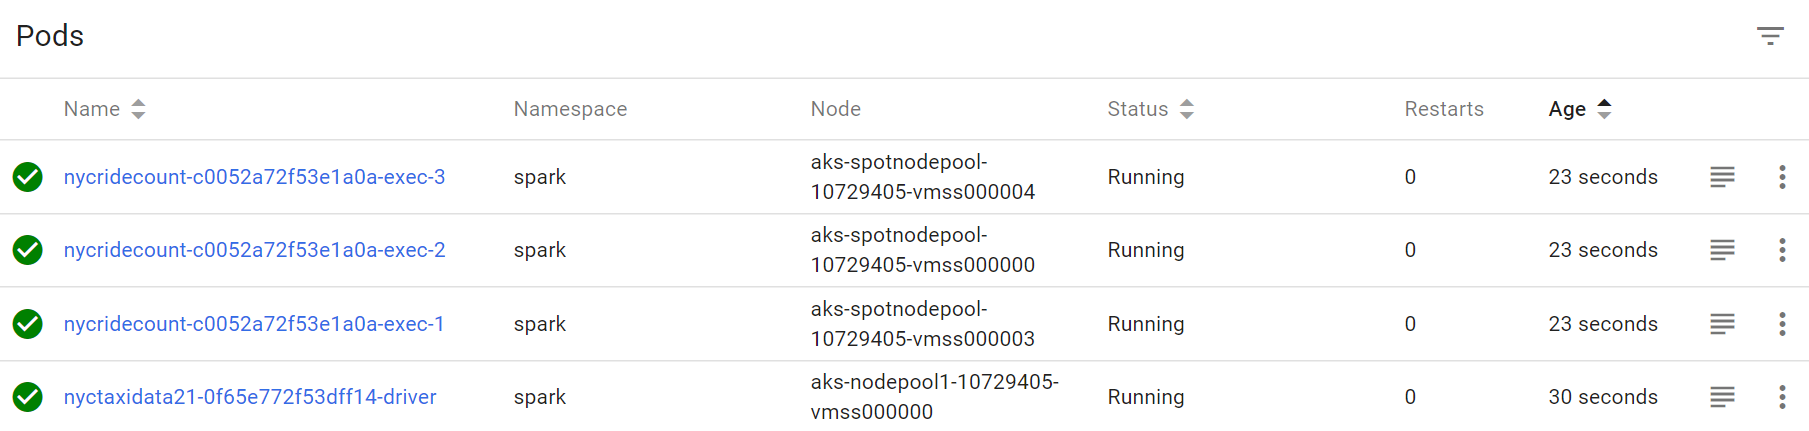 Pods
Name Namespace Node Status Restarts Age
nycridecount-c0052a72f53e1a0a-exec-3 spark aks-spotnodepool-
10729405-vmss000004 Running 0 23 seconds
nycridecount-c0052a72f53e1a0a-exec-2 spark aks-spotnodepool-
10729405-vmss000000 Running 0 23 seconds
nycridecount-c0052a72f53e1a0a-exec-1 spark aks-spotnodepool-
10729405-vmss000003 Running 0 23 seconds
nyctaxidata21-0f65e772f53dff14-driver spark aks-nodepool1-10729405-
vmss000000 Running 0 30 seconds